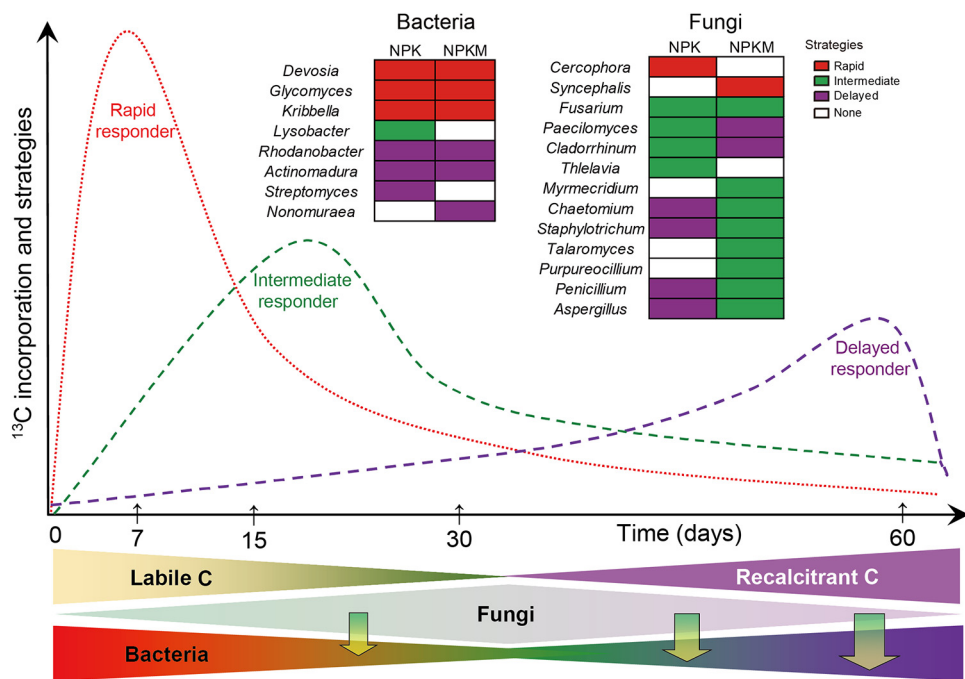 Bacteria
NPK NPKM
Devosia
Glycomyces
Kribbella
Lysobacter
Rhodanobacter
Actinomadura
Streptomyces
Nonomuraea
Fungi
NPK NPKM
Cercophora
Syncephalis
Fusarium
Paecilomyces
Cladorrhinum
Thlelavia
Myrmecridium
Chaetomium
Staphylotrichum
Talaromyces
Purpureocillium
Penicillium
Aspergillus
Strategies
Rapid
Intermediate
Delayed
None
13C incorporation and strategies
Rapid
responder
Intermediate
responder
Delayed
responder
0 7 15 30 Time (days) 60
Labile C
Recalcitrant C
Fungi
Bacteria